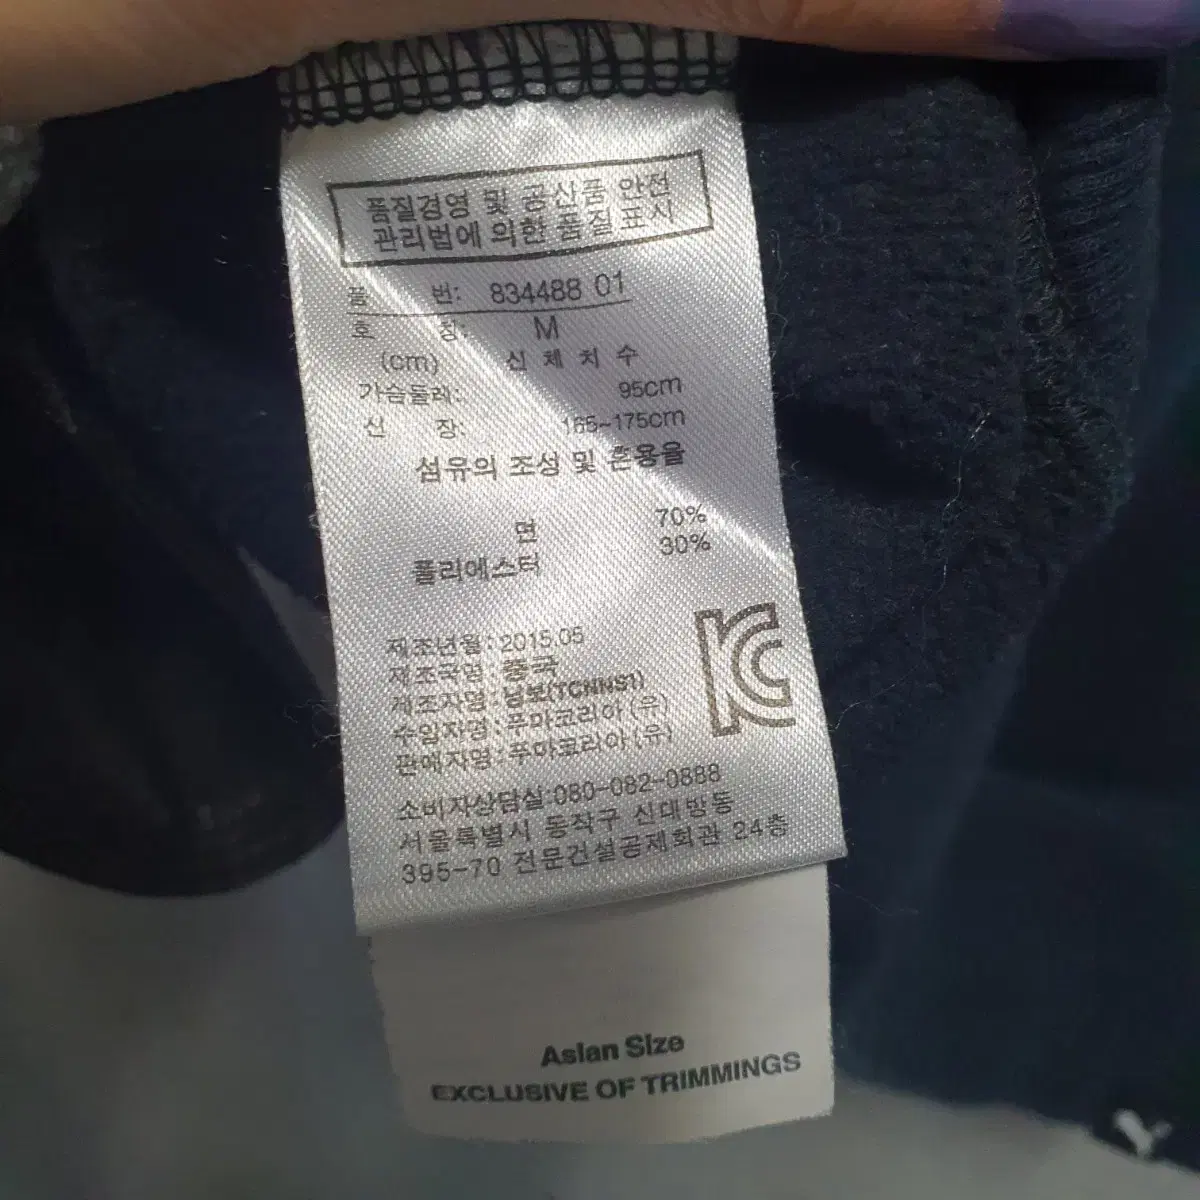 품질경영 및 공산품 안전
관리법에 의한 품질표시
품 번: 834488 01
호 칭: M
(cm) 신 체 치 수
가슴둘레: 95cm
신 장: 165~175cm
섬유의 조성 및 혼용율
면 70%
폴리에스터 30%
제조년월: 2015.05
제조국명: 중국
제조자명: 닝보(TCNNS1)
수입자명: 푸마코리아(유)
판매자명: 푸마코리아(유)
KC
소비자상담실:080-082-0888
서울특별시 동작구 신대방동
395-70 전문건설공제회관 24층
Asian Size
EXCLUSIVE OF TRIMMINGS